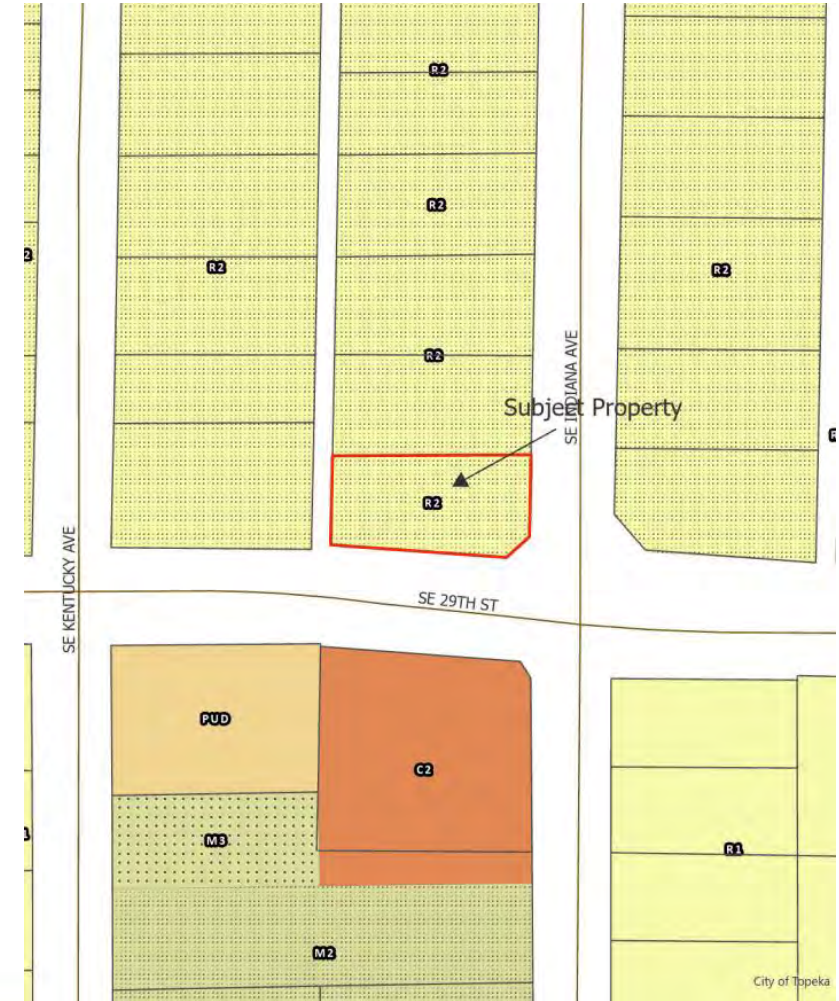 R2
R2
2
R2
R2
R2
SE INDIANA AVE
Subject Property
R2
SE KENTUCKY AVE
SE 29TH ST
PUD
C2
M3
R1
M2
City of Topeka